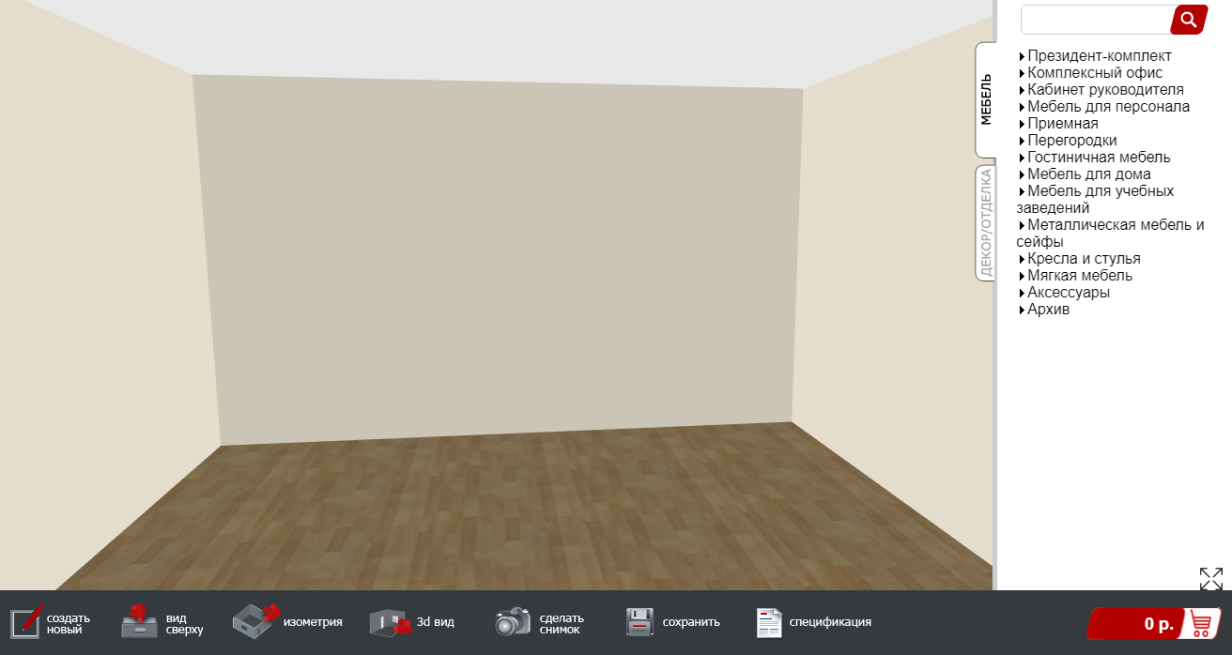 МЕБЕЛЬ
ДЕКОР/ОТДЕЛКА
Президент-комплект
Комплексный офис
Кабинет руководителя
Мебель для персонала
Приемная
Перегородки
Гостиничная мебель
Мебель для дома
Мебель для учебных
заведений
Металлическая мебель и
сейфы
Кресла и стулья
Мягкая мебель
Аксессуары
Архив
создать
новый
вид
сверху
изометрия
3d вид
сделать
снимок
сохранить
спецификация
0 р.